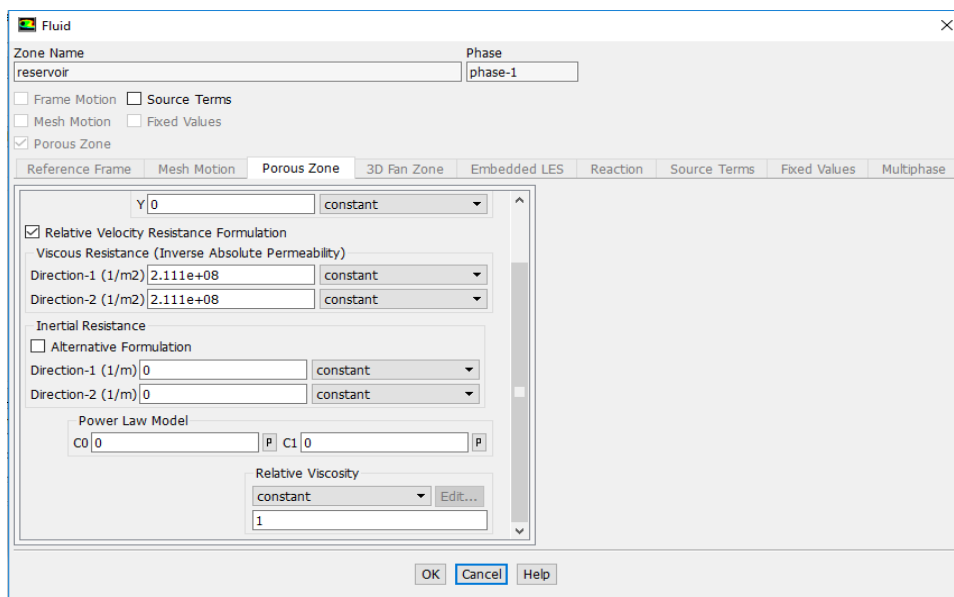 Fluid
Zone Name Phase
reservoir phase-1
Frame Motion Source Terms
Mesh Motion Fixed Values
Porous Zone
Reference Frame Mesh Motion Porous Zone 3D Fan Zone Embedded LES Reaction Source Terms Fixed Values Multiphase
Y 0 constant
Relative Velocity Resistance Formulation
Viscous Resistance (Inverse Absolute Permeability)
Direction-1 (1/m2) 2.111e+08 constant
Direction-2 (1/m2) 2.111e+08 constant
Inertial Resistance
Alternative Formulation
Direction-1 (1/m) 0 constant
Direction-2 (1/m) 0 constant
Power Law Model
C0 0 P C1 0 P
Relative Viscosity
constant Edit...
1
OK Cancel Help